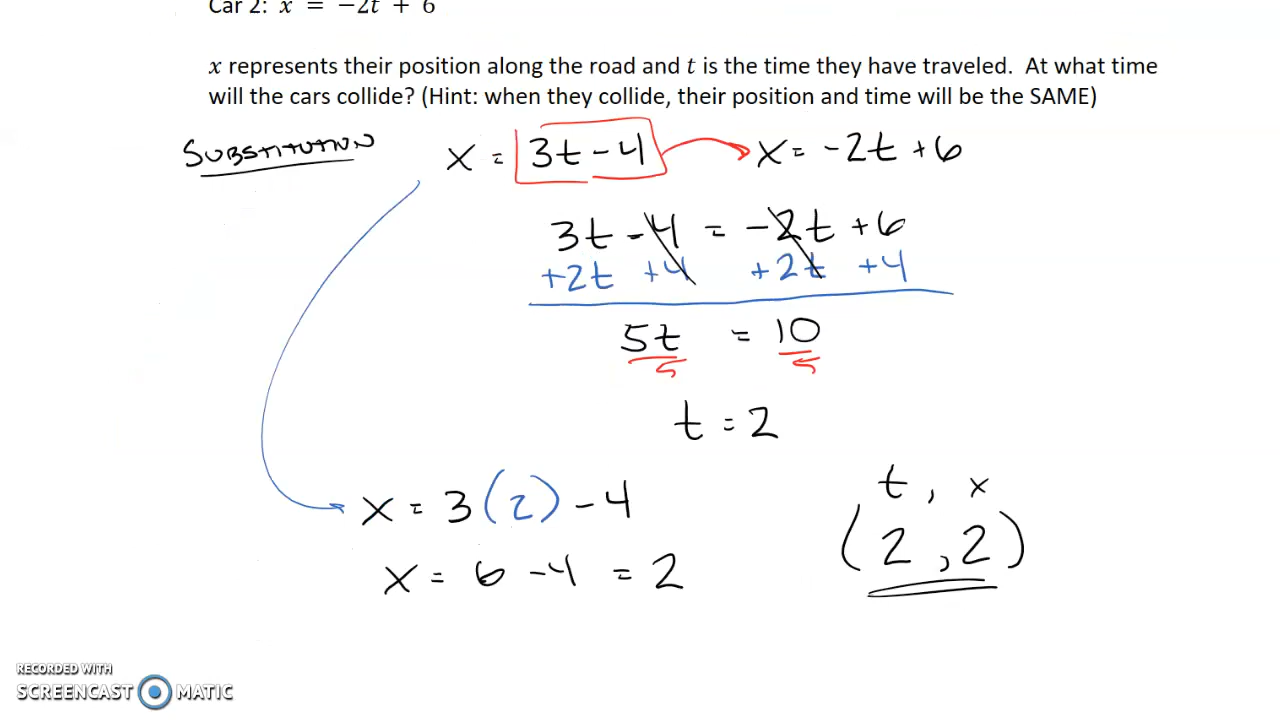 Car 2: x = −2t + 6
x represents their position along the road and t is the time they have traveled. At what time
will the cars collide? (Hint: when they collide, their position and time will be the SAME)
SUBSTITUTION
x = 3t - 4
x = -2t + 6
3t - 4 = -2t + 6
+2t +4 +2t +4
5t = 10
5 5
t = 2
x = 3(2) - 4
t, x
(2, 2)
x = 6 - 4 = 2
RECORDED WITH
SCREENCAST MATIC